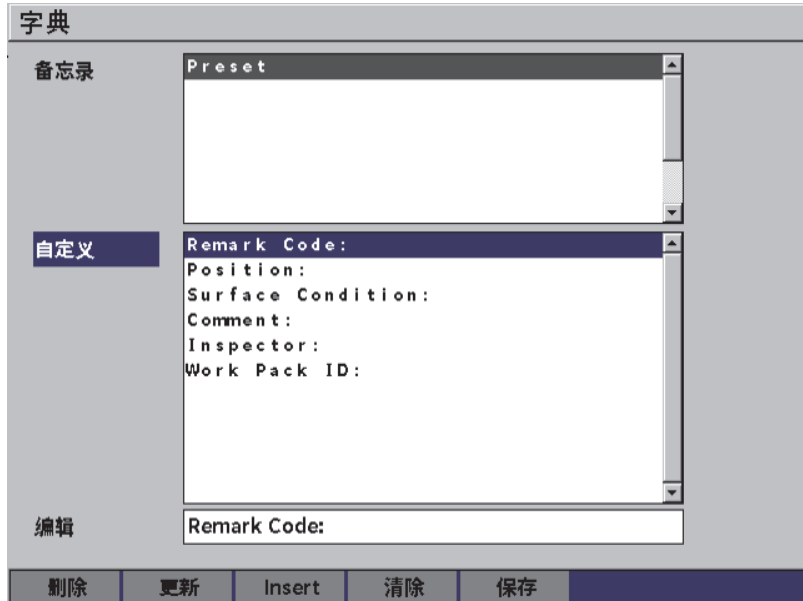 字典
备忘录
Preset
自定义
Remark Code:
Position:
Surface Condition:
Comment:
Inspector:
Work Pack ID:
编辑
Remark Code:
删除 更新 Insert 清除 保存